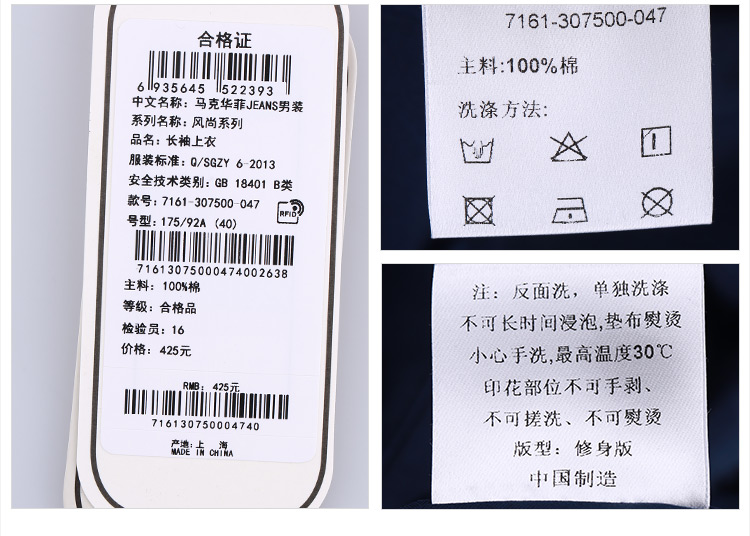 合格证
6 935645 522393
中文名称：马克华菲JEANS男装
系列名称：风尚系列
品名：长袖上衣
服装标准：Q/SGZY 6-2013
安全技术类别：GB 18401 B类
款号：7161-307500-047
RFID
号型：175/92A (40)
71613075000474002638
主料：100%棉
等级：合格品
检验员：16
价格：425元
RMB：425元
716130750004740
产地：上 海
MADE IN CHINA
7161-307500-047
主料:100%棉
洗涤方法:
注：反面洗，单独洗涤
不可长时间浸泡,垫布熨烫
小心手洗,最高温度30℃
印花部位不可手剥、
不可搓洗、不可熨烫
版型：修身版
中国制造